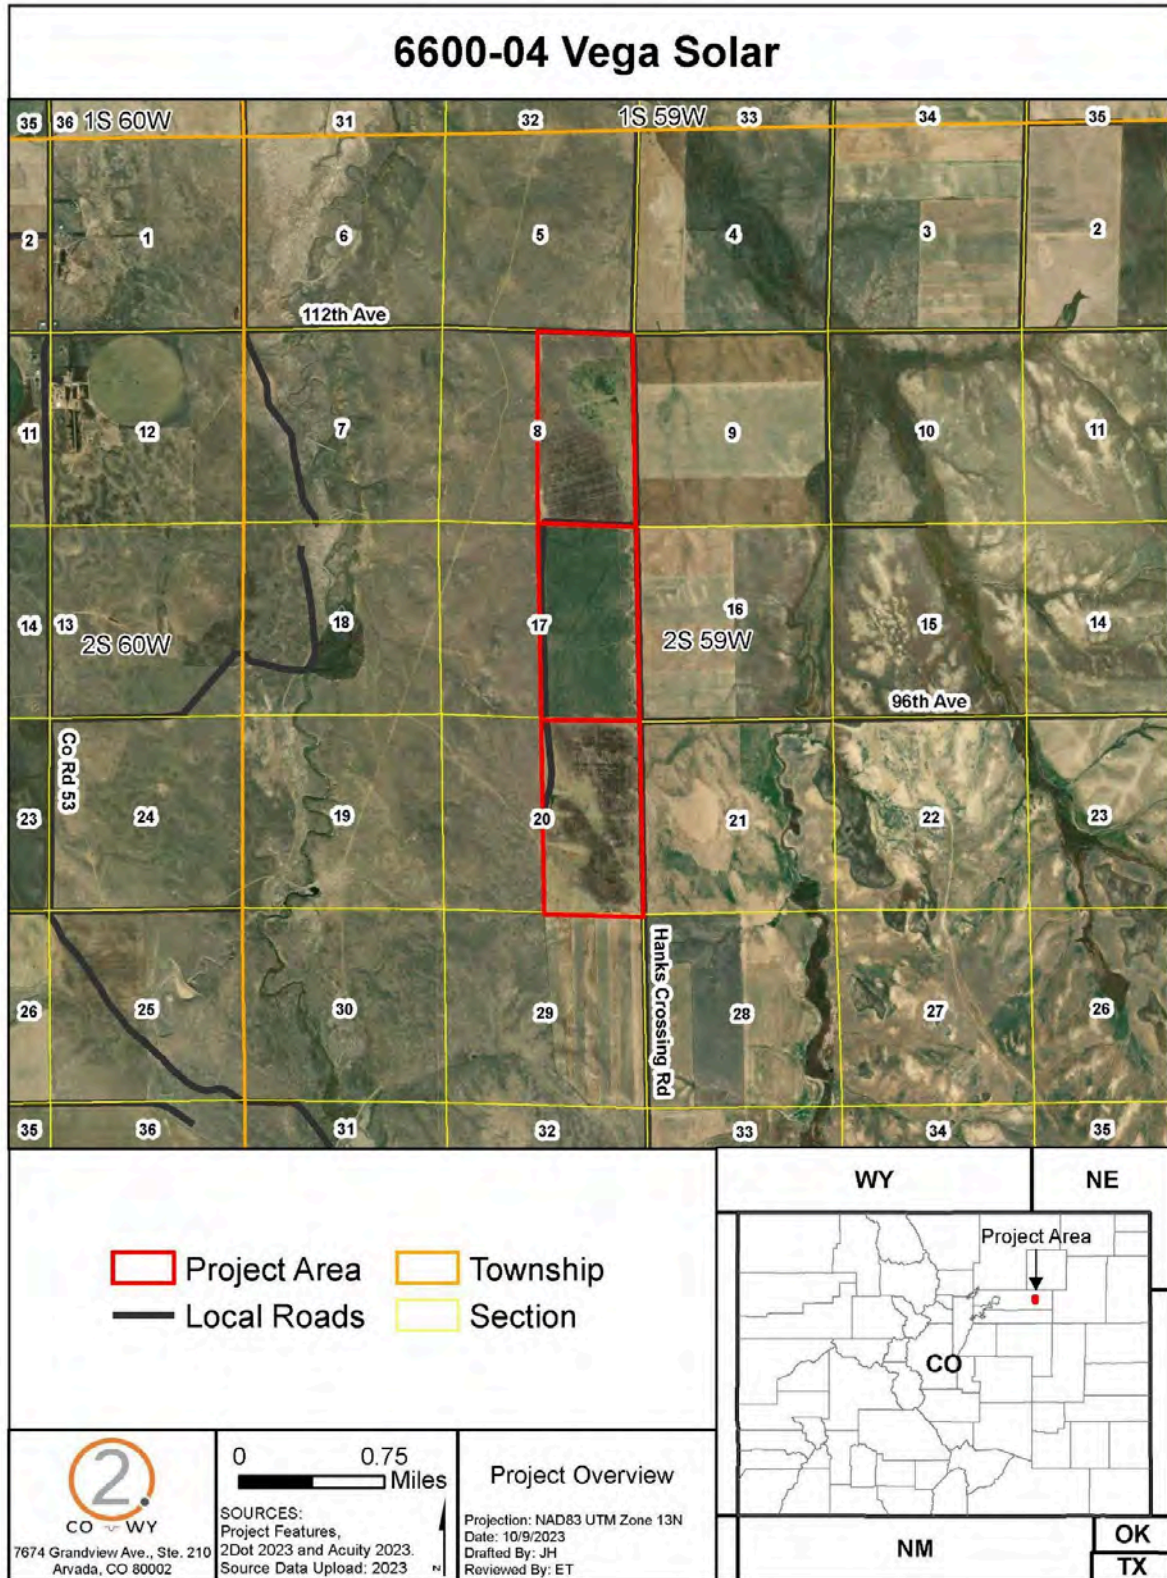 6600-04 Vega Solar
35 36 1S 60W 31 32 1S 59W 33 34 35
2 1 6 5 4 3 2
112th Ave
11 12 7 8 9 10 11
14 13 18 17 16 15 14
2S 60W 2S 59W
96th Ave
Co Rd 53
23 24 19 20 21 22 23
Hanks Crossing Rd
26 25 30 29 28 27 26
35 36 31 32 33 34 35
Project Area
Township
Local Roads
Section
WY
NE
Project Area
CO
NM
OK
TX
2.
CO WY
7674 Grandview Ave., Ste. 210
Arvada, CO 80002
0 0.75
Miles
SOURCES:
Project Features,
2Dot 2023 and Acuity 2023.
Source Data Upload: 2023
N
Project Overview
Projection: NAD83 UTM Zone 13N
Date: 10/9/2023
Drafted By: JH
Reviewed By: ET